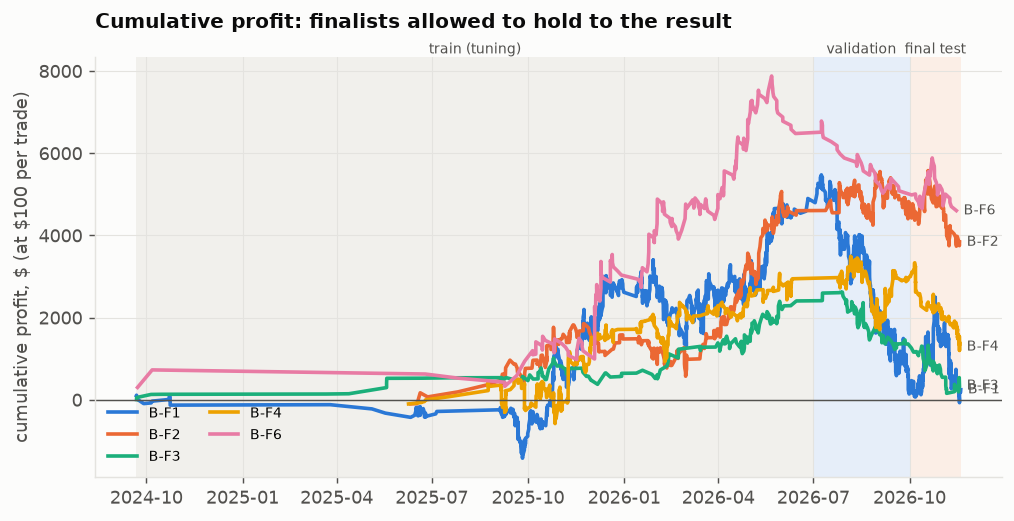 Cumulative profit: finalists allowed to hold to the result
train (tuning)
validation
final test
cumulative profit, $ (at $100 per trade)
8000
6000
4000
2000
0
B-F6
B-F2
B-F4
B-F3
B-F1
B-F1
B-F2
B-F3
B-F4
B-F6
2024-10
2025-01
2025-04
2025-07
2025-10
2026-01
2026-04
2026-07
2026-10